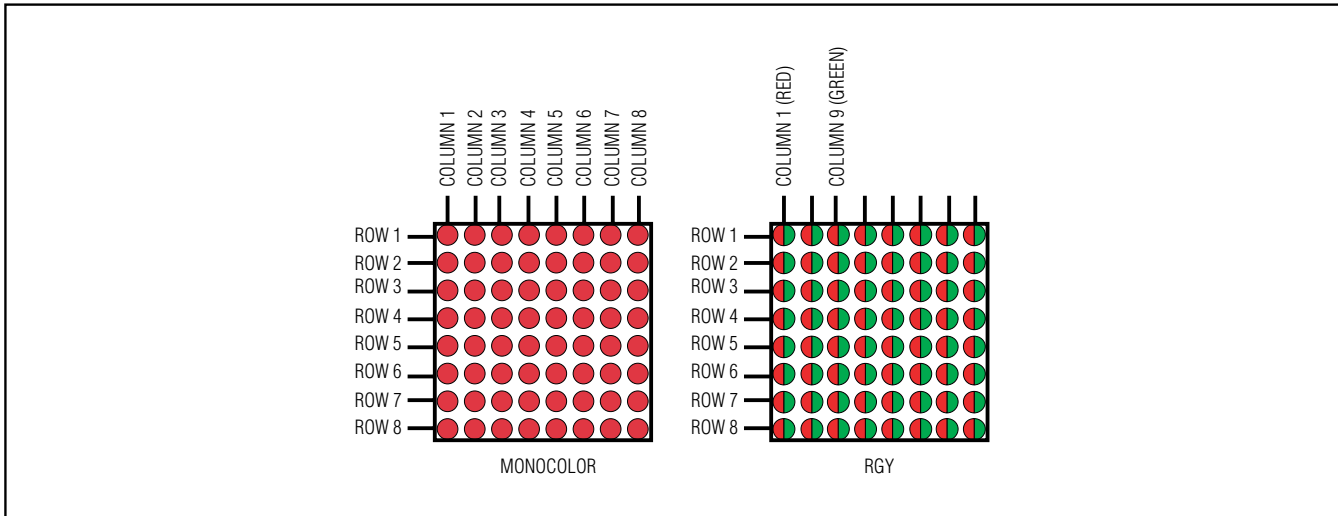 COLUMN 1
COLUMN 2
COLUMN 3
COLUMN 4
COLUMN 5
COLUMN 6
COLUMN 7
COLUMN 8
ROW 1
ROW 2
ROW 3
ROW 4
ROW 5
ROW 6
ROW 7
ROW 8
MONOCOLOR
COLUMN 1 (RED)
COLUMN 9 (GREEN)
ROW 1
ROW 2
ROW 3
ROW 4
ROW 5
ROW 6
ROW 7
ROW 8
RGY